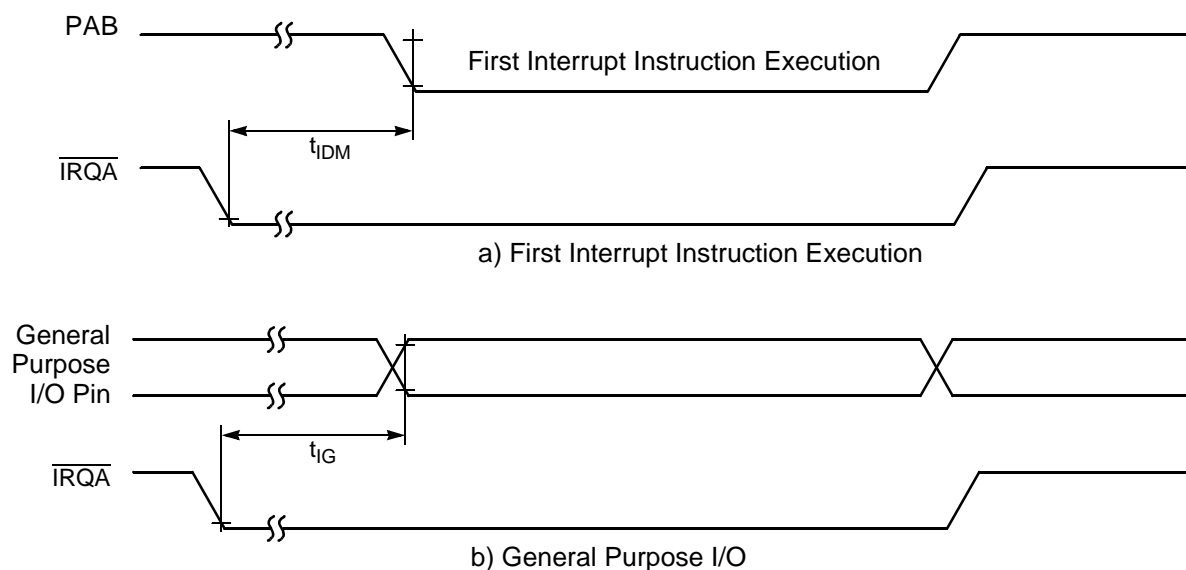 PAB
First Interrupt Instruction Execution
tIDM
IRQA
a) First Interrupt Instruction Execution
General
Purpose
I/O Pin
tIG
IRQA
b) General Purpose I/O